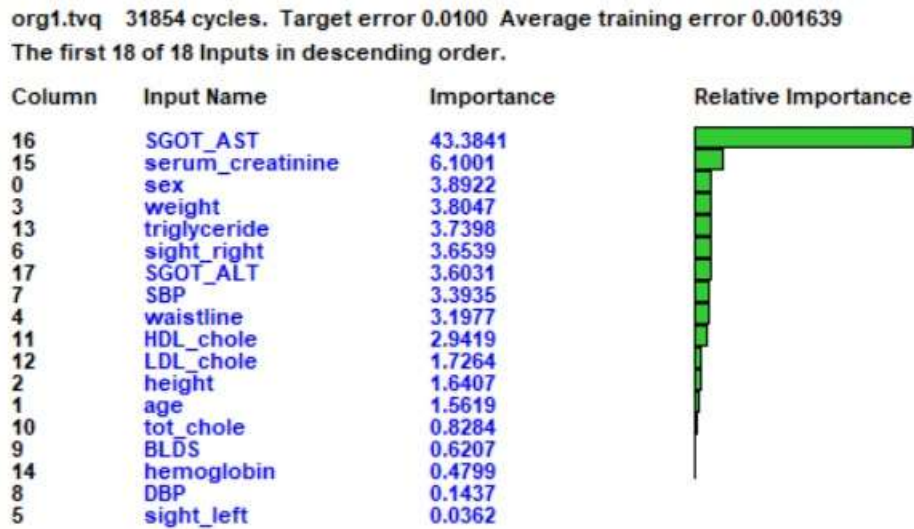 org1.tvq 31854 cycles. Target error 0.0100 Average training error 0.001639
The first 18 of 18 Inputs in descending order.
Column Input Name Importance Relative Importance
16 SGOT_AST 43.3841
15 serum_creatinine 6.1001
0 sex 3.8922
3 weight 3.8047
13 triglyceride 3.7398
6 sight_right 3.6539
17 SGOT_ALT 3.6031
7 SBP 3.3935
4 waistline 3.1977
11 HDL_chole 2.9419
12 LDL_chole 1.7264
2 height 1.6407
1 age 1.5619
10 tot_chole 0.8284
9 BLDS 0.6207
14 hemoglobin 0.4799
8 DBP 0.1437
5 sight_left 0.0362